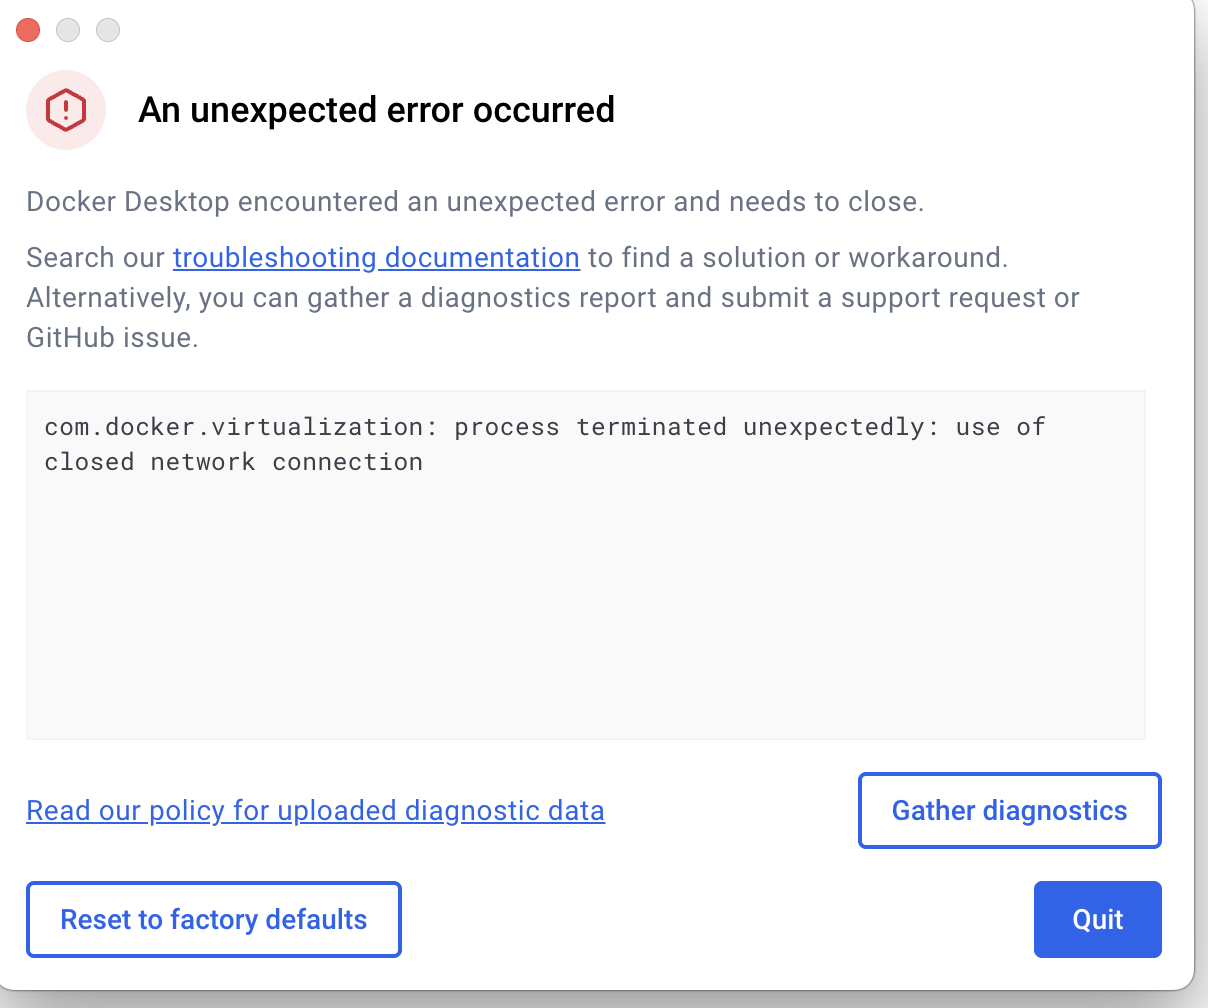 An unexpected error occurred
Docker Desktop encountered an unexpected error and needs to close.
Search our troubleshooting documentation to find a solution or workaround.
Alternatively, you can gather a diagnostics report and submit a support request or
GitHub issue.
com.docker.virtualization: process terminated unexpectedly: use of
closed network connection
Read our policy for uploaded diagnostic data
Gather diagnostics
Reset to factory defaults
Quit